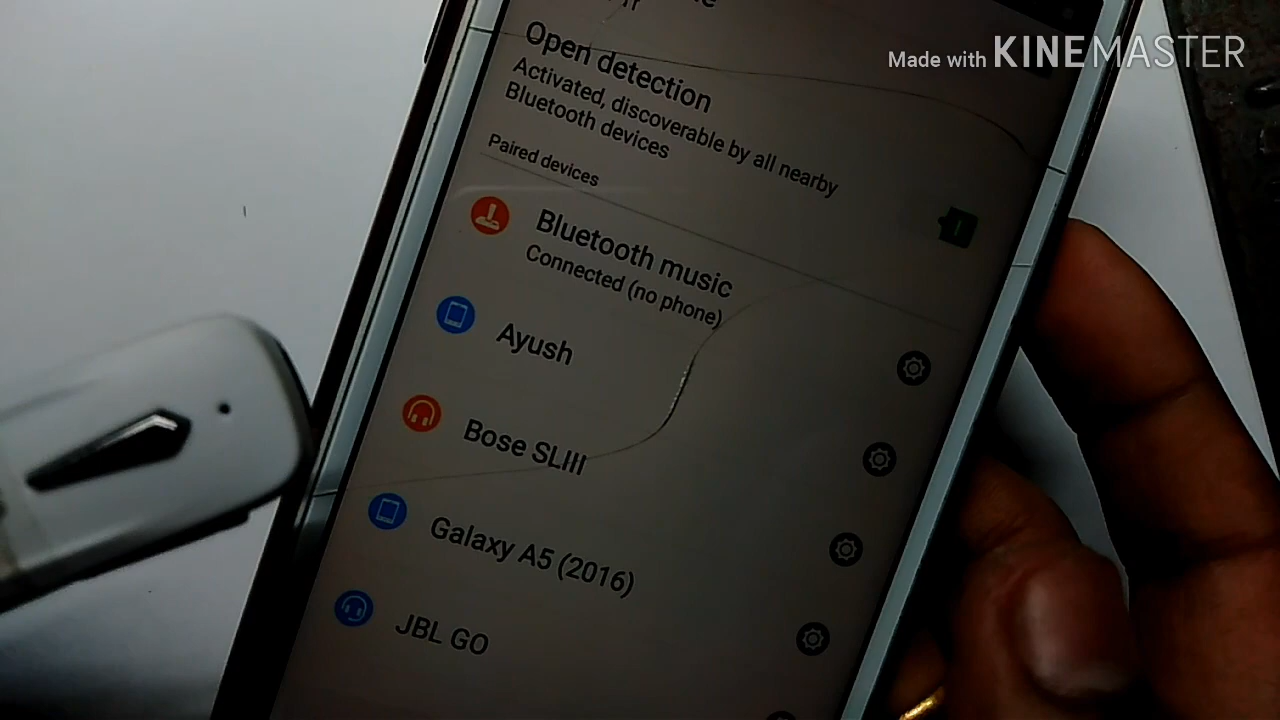 Made with KINEMASTER
Open detection
Activated, discoverable by all nearby
Bluetooth devices
Paired devices
Bluetooth music
Connected (no phone)
Ayush
Bose SLIII
Galaxy A5 (2016)
JBL GO